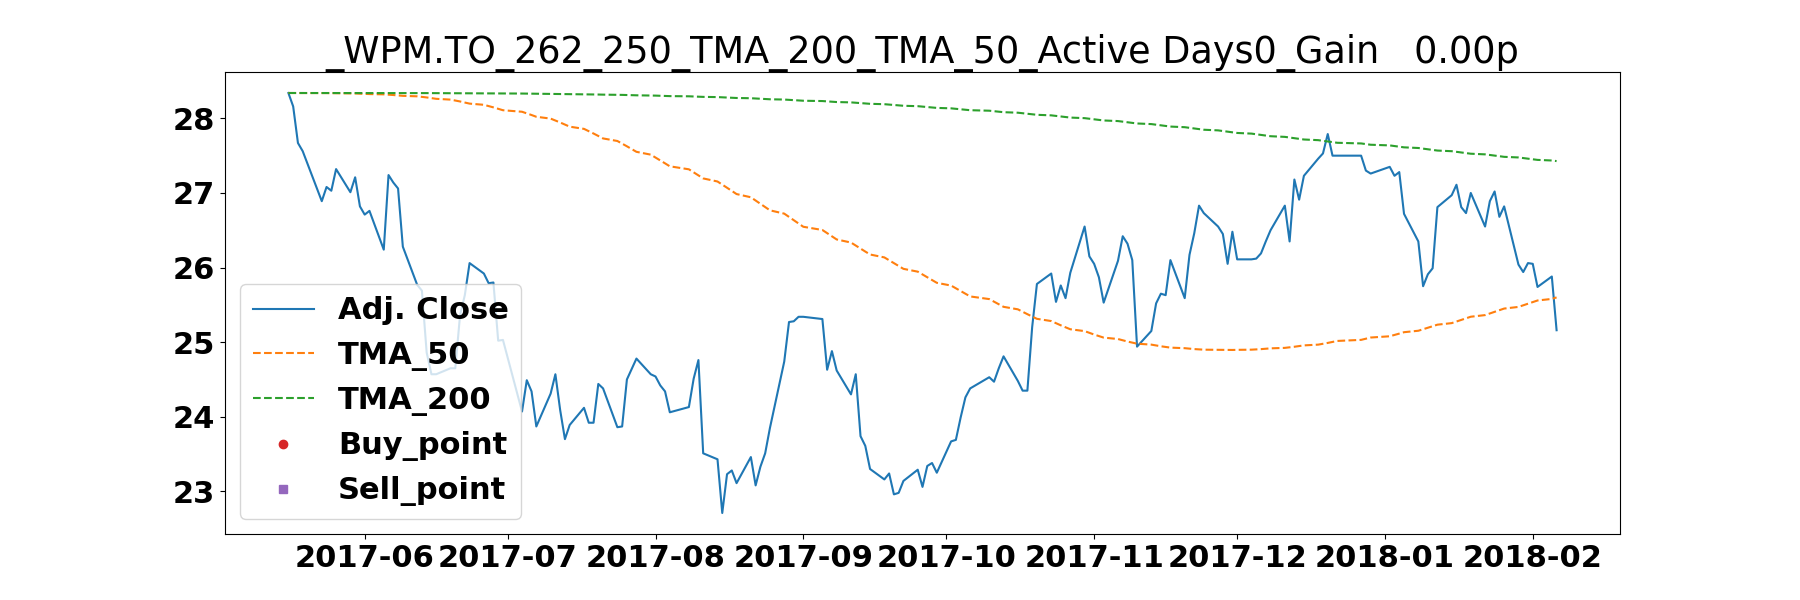 _WPM.TO_262_250_TMA_200_TMA_50_Active Days0_Gain   0.00p
28
27
26
25
24
23
Adj. Close
TMA_50
TMA_200
Buy_point
Sell_point
2017-06 2017-07 2017-08 2017-09 2017-10 2017-11 2017-12 2018-01 2018-02